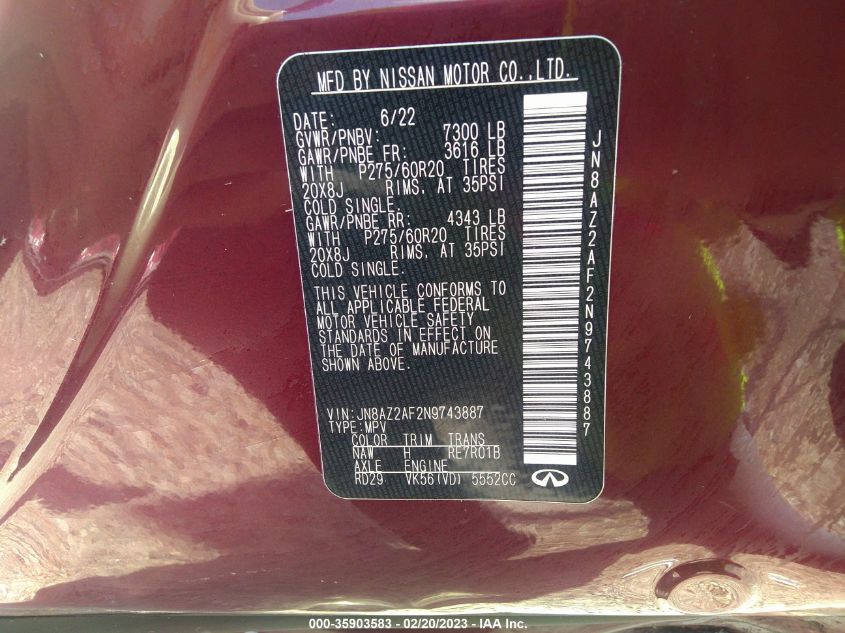 MFD BY NISSAN MOTOR CO.,LTD.
DATE: 6/22
GVWR/PNBV: 7300 LB
GAWR/PNBE FR: 3616 LB
WITH P275/60R20 TIRES
20X8J RIMS, AT 35PSI
COLD SINGLE.
GAWR/PNBE RR: 4343 LB
WITH P275/60R20 TIRES
20X8J RIMS, AT 35PSI
COLD SINGLE.
THIS VEHICLE CONFORMS TO
ALL APPLICABLE FEDERAL
MOTOR VEHICLE SAFETY
STANDARDS IN EFFECT ON
THE DATE OF MANUFACTURE
SHOWN ABOVE.
VIN:JN8AZ2AF2N9743887
TYPE:MPV
COLOR TRIM TRANS
NAW H RE7R01B
AXLE ENGINE
RD29 VK56(VD) 5552CC
JN8AZ2AF2N9743887
000-35903583 - 02/20/2023 - IAA Inc.